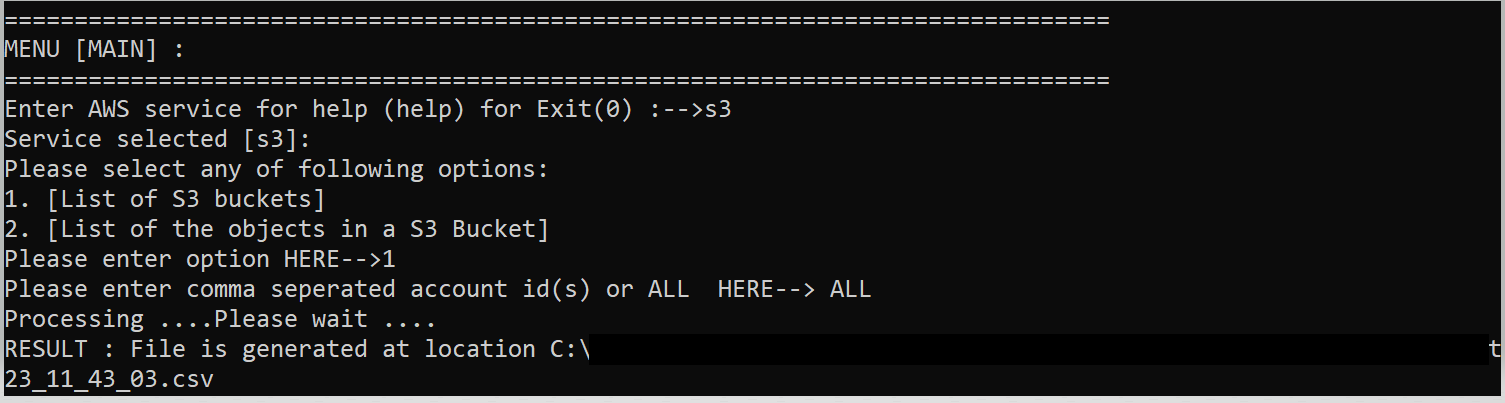 ===============================================================================
MENU [MAIN] :
===============================================================================
Enter AWS service for help (help) for Exit(0) :-->s3
Service selected [s3]:
Please select any of following options:
1. [List of S3 buckets]
2. [List of the objects in a S3 Bucket]
Please enter option HERE-->1
Please enter comma seperated account id(s) or ALL  HERE--> ALL
Processing ....Please wait ....
RESULT : File is generated at location C:\ t
23_11_43_03.csv